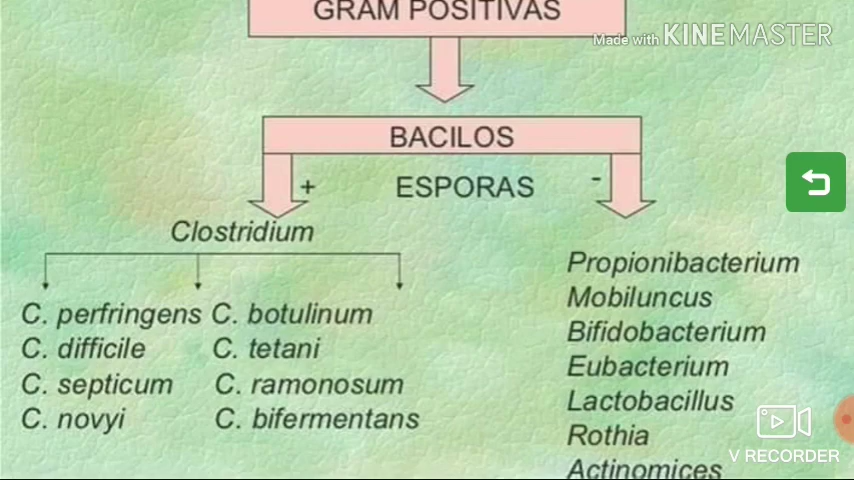 GRAM POSITIVAS
Made with KINEMASTER
BACILOS
+ ESPORAS -
Clostridium
C. perfringens C. botulinum
C. difficile C. tetani
C. septicum C. ramonosum
C. novyi C. bifermentans
Propionibacterium
Mobiluncus
Bifidobacterium
Eubacterium
Lactobacillus
Rothia
Actinomices
V RECORDER